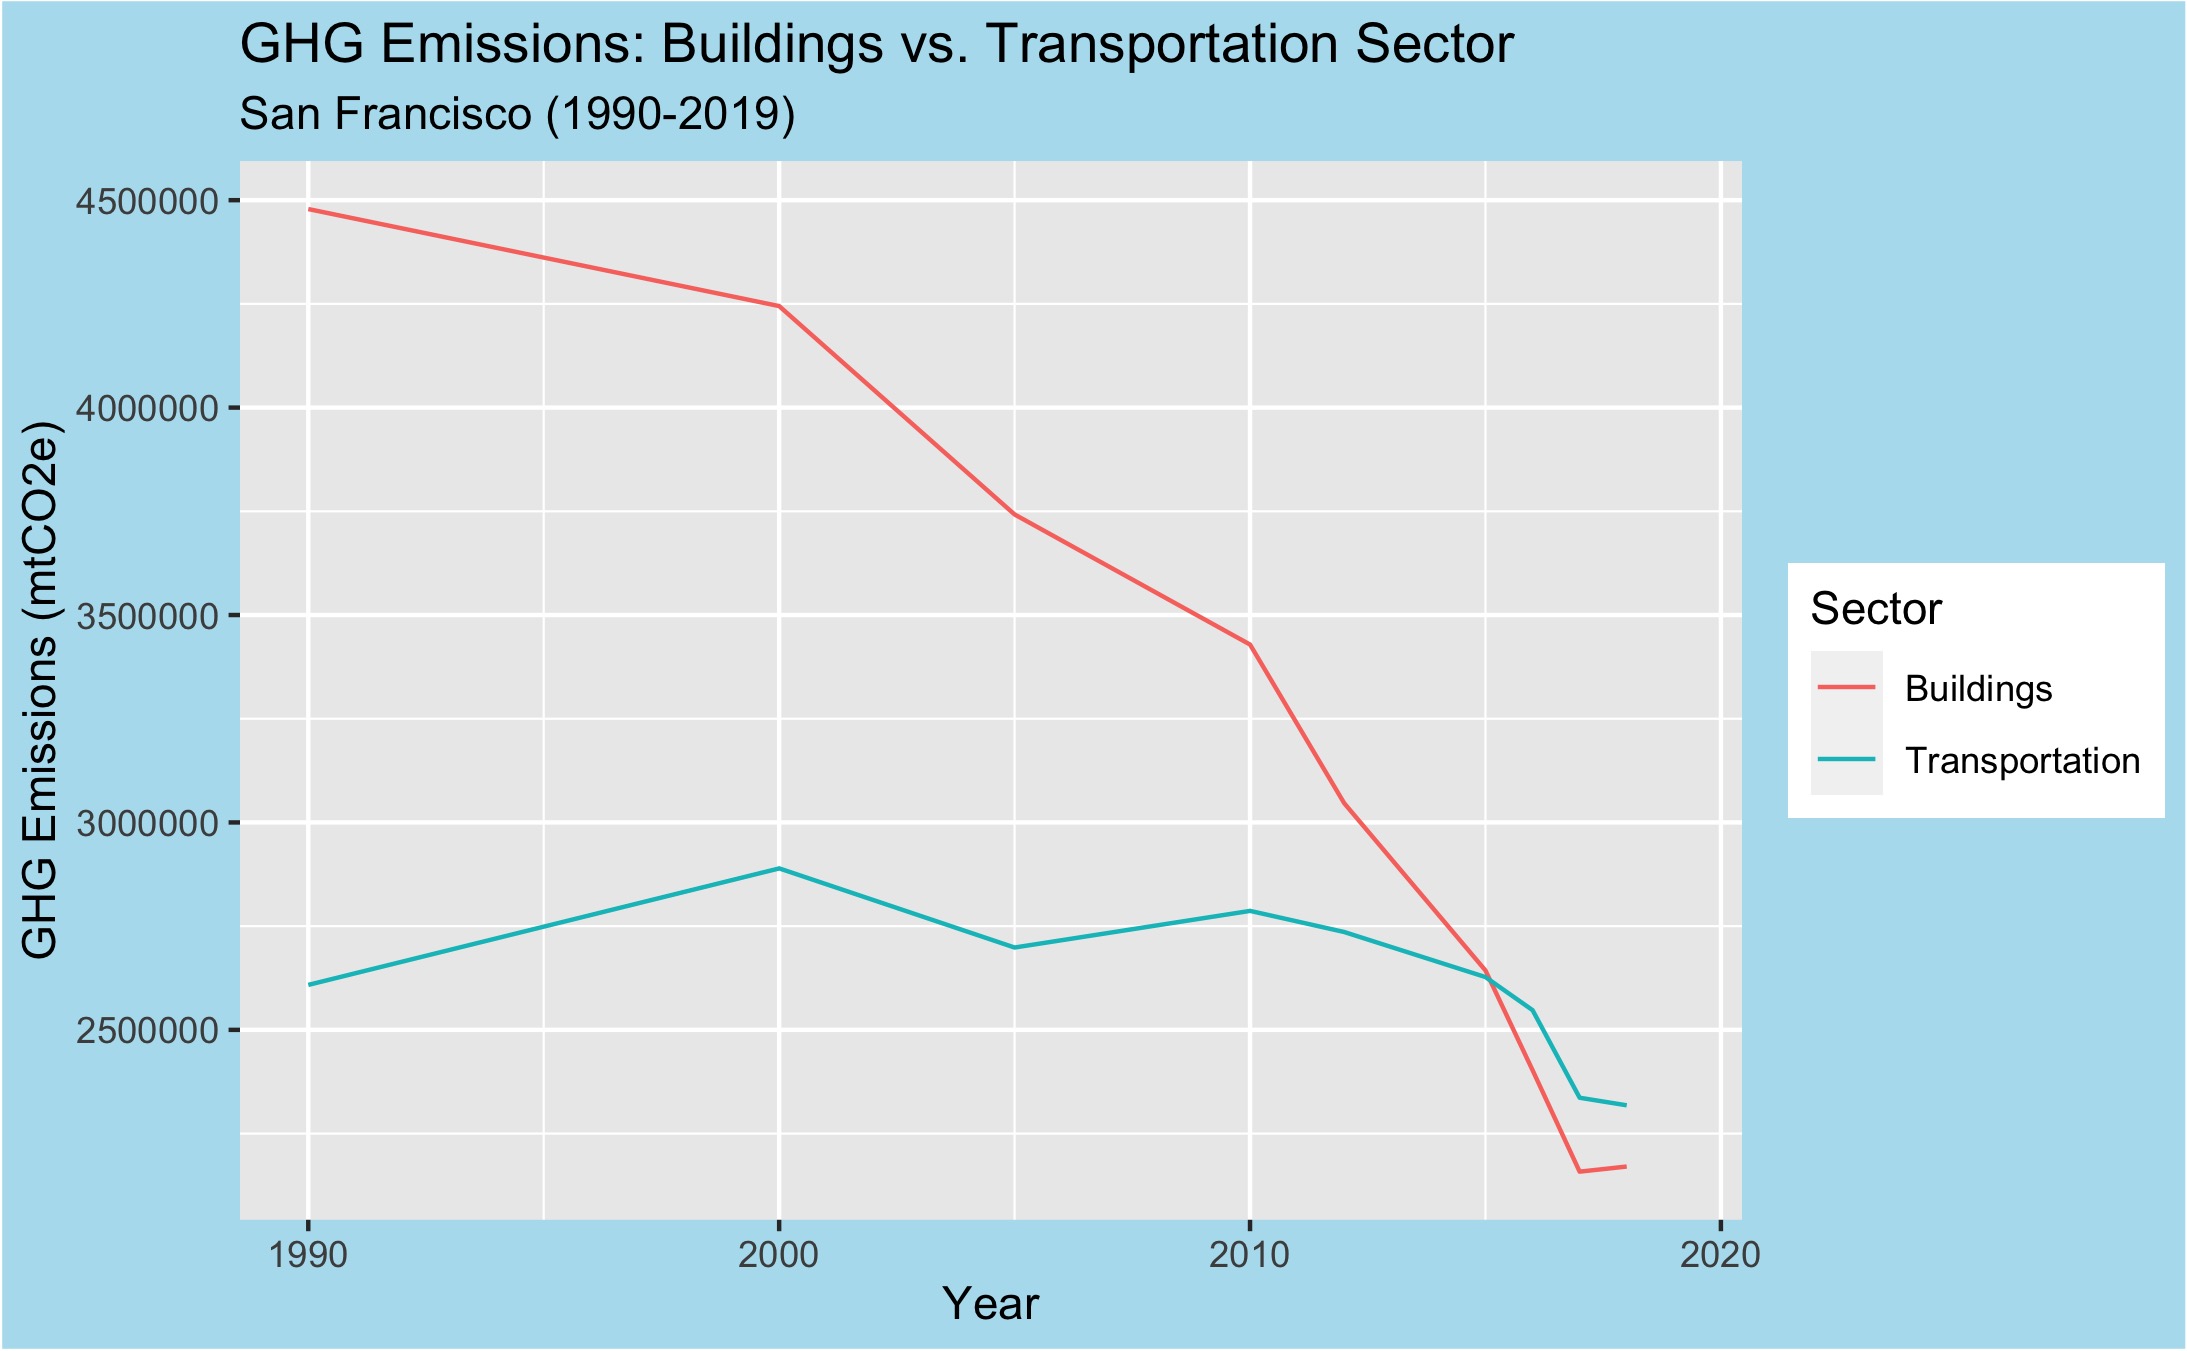 GHG Emissions: Buildings vs. Transportation Sector
San Francisco (1990-2019)
GHG Emissions (mtCO2e)
4500000
4000000
3500000
3000000
2500000
1990 2000 2010 2020
Year
Sector
Buildings
Transportation